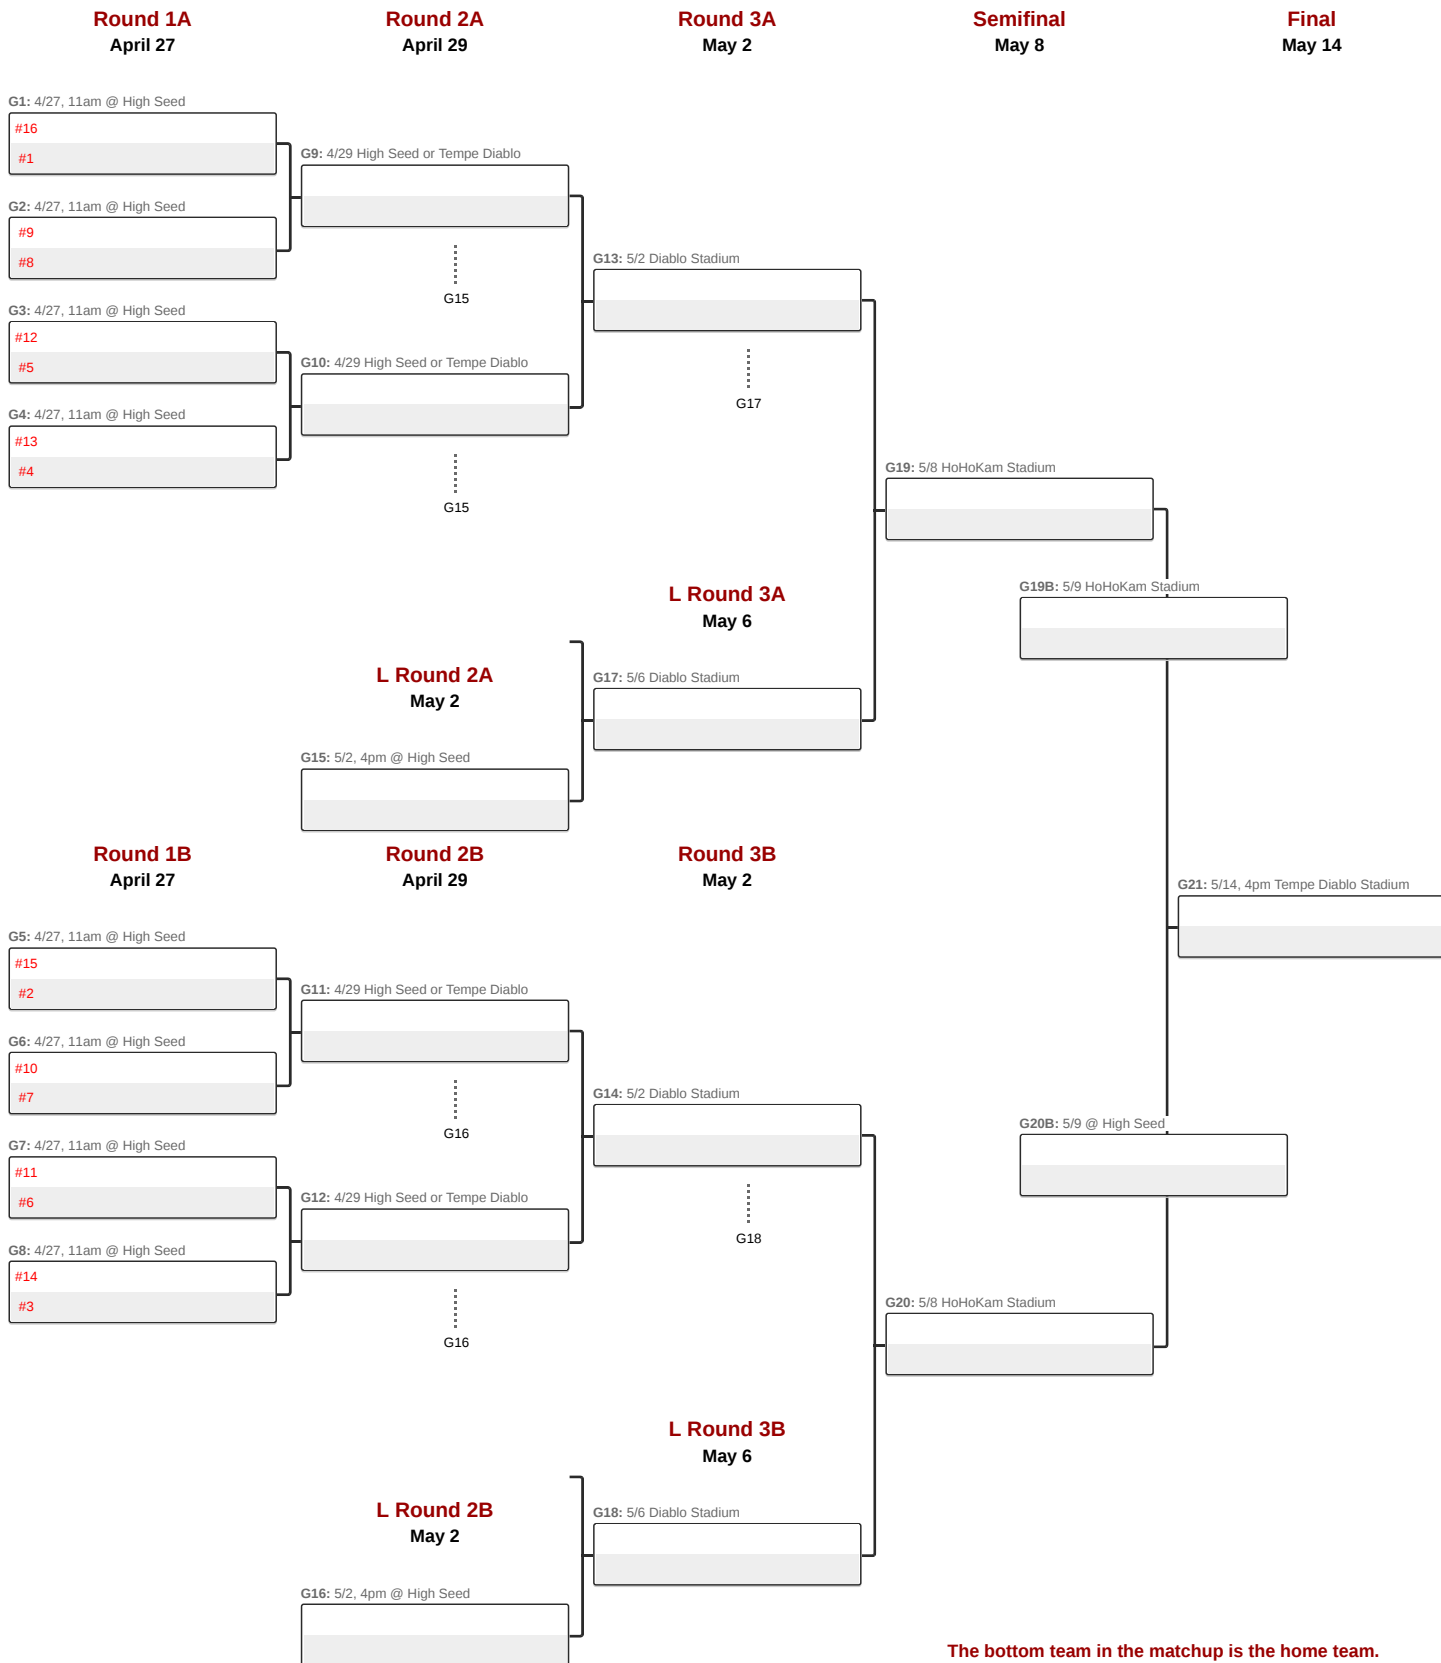 Round 1A
April 27
Round 2A
April 29
Round 3A
May 2
Semifinal
May 8
Final
May 14
G1: 4/27, 11am @ High Seed
#16
#1
G2: 4/27, 11am @ High Seed
#9
#8
G3: 4/27, 11am @ High Seed
#12
#5
G4: 4/27, 11am @ High Seed
#13
#4
G9: 4/29 High Seed or Tempe Diablo
G15
G10: 4/29 High Seed or Tempe Diablo
G15
G13: 5/2 Diablo Stadium
G17
G19: 5/8 HoHoKam Stadium
G19B: 5/9 HoHoKam Stadium
L Round 3A
May 6
L Round 2A
May 2
G17: 5/6 Diablo Stadium
G15: 5/2, 4pm @ High Seed
Round 1B
April 27
Round 2B
April 29
Round 3B
May 2
G21: 5/14, 4pm Tempe Diablo Stadium
G5: 4/27, 11am @ High Seed
#15
#2
G6: 4/27, 11am @ High Seed
#10
#7
G7: 4/27, 11am @ High Seed
#11
#6
G8: 4/27, 11am @ High Seed
#14
#3
G11: 4/29 High Seed or Tempe Diablo
G16
G12: 4/29 High Seed or Tempe Diablo
G16
G14: 5/2 Diablo Stadium
G18
G20B: 5/9 @ High Seed
G20: 5/8 HoHoKam Stadium
L Round 3B
May 6
L Round 2B
May 2
G18: 5/6 Diablo Stadium
G16: 5/2, 4pm @ High Seed
The bottom team in the matchup is the home team.